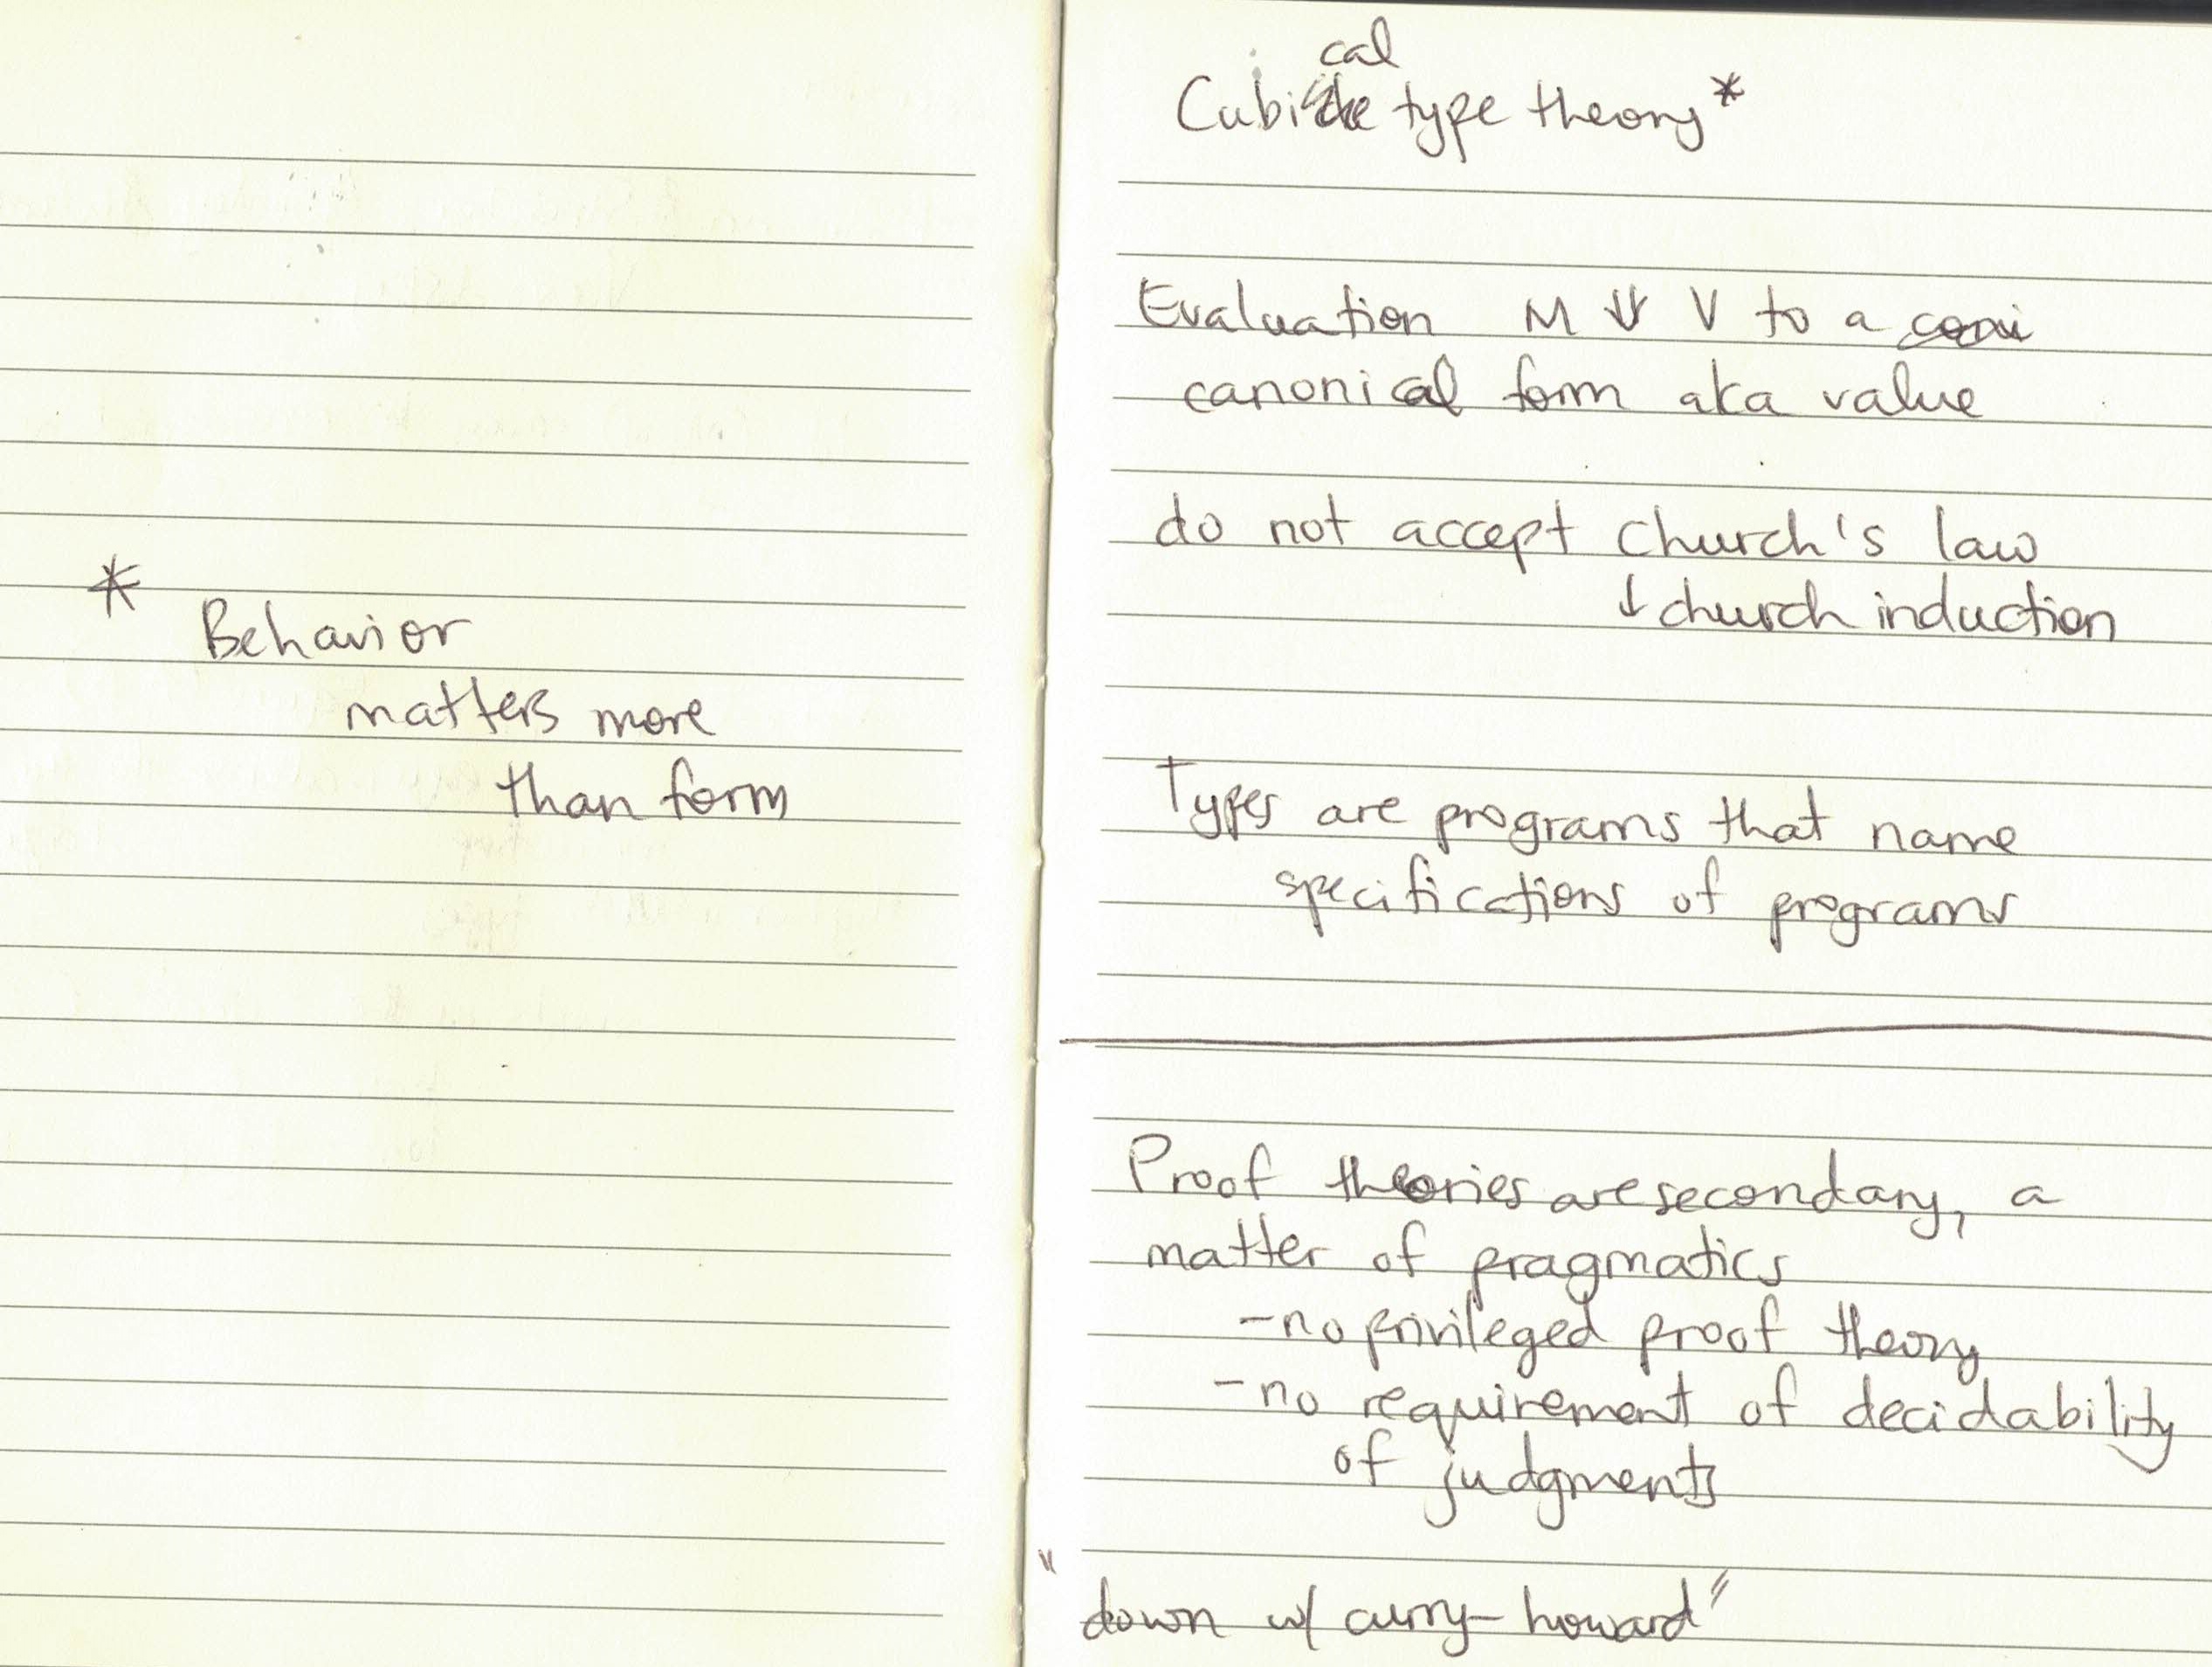 * Behavior
matters more
than form
Cubical type theory*
Evaluation M ⇓ V to a
canonical form aka value
do not accept Church's law
↓ church induction
Types are programs that name
specifications of programs
Proof theories are secondary, a
matter of pragmatics
- no privileged proof theory
- no requirement of decidability
of judgments
"down w/ curry-howard"